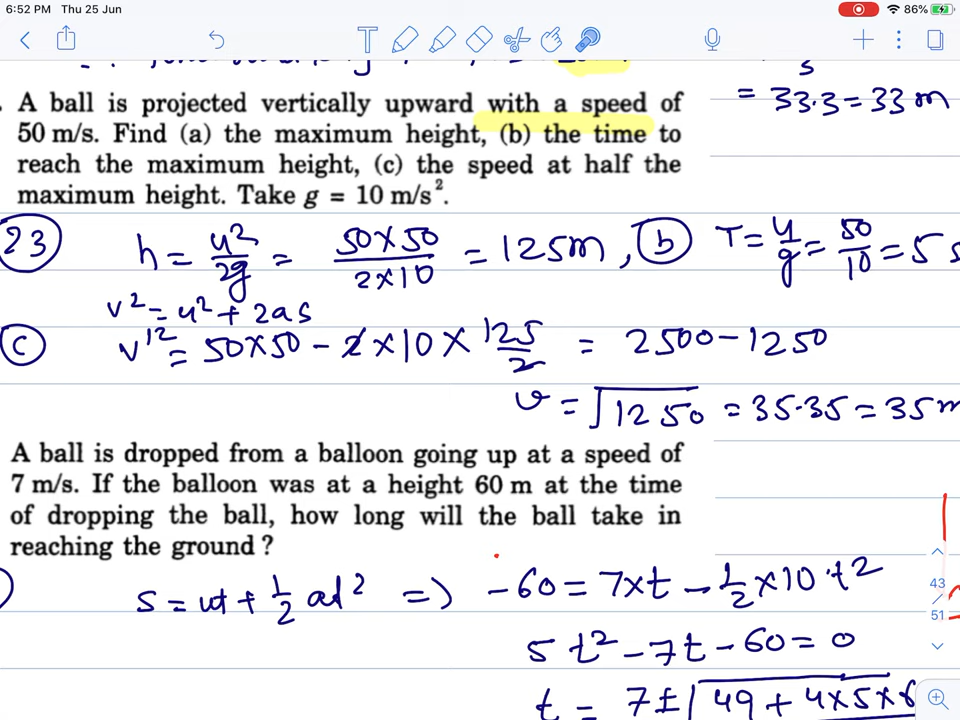 6:52 PM Thu 25 Jun
86%
= 33.3 = 33 m
A ball is projected vertically upward with a speed of
50 m/s. Find (a) the maximum height, (b) the time to
reach the maximum height, (c) the speed at half the
maximum height. Take g = 10 m/s².
23 h = u²/2g = 50×50/2×10 = 125m, b T = u/g = 50/10 = 5 s
v² = u² + 2as
c v'² = 50×50 - 2×10×125/2 = 2500-1250
v = √1250 = 35.35 = 35m
A ball is dropped from a balloon going up at a speed of
7 m/s. If the balloon was at a height 60 m at the time
of dropping the ball, how long will the ball take in
reaching the ground ?
s = ut + 1/2 at² => -60 = 7×t - 1/2 ×10·t²
5t² - 7t - 60 = 0
t = 7±√49 + 4×5×6
43
51